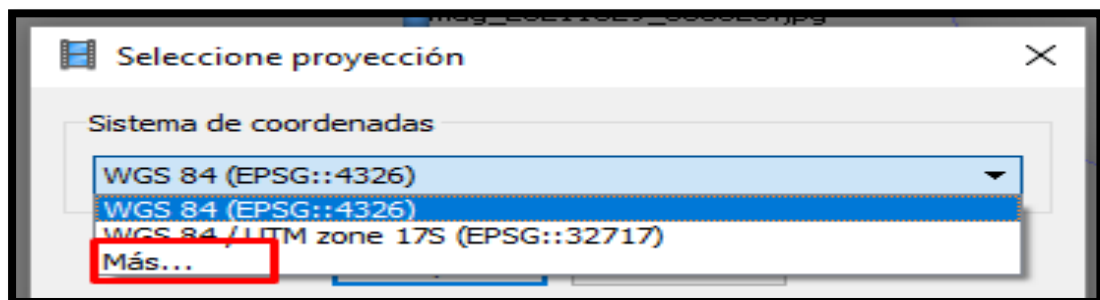 Seleccione proyección
Sistema de coordenadas
WGS 84 (EPSG::4326)
WGS 84 (EPSG::4326)
WGS 84 / UTM zone 17S (EPSG::32717)
Más...